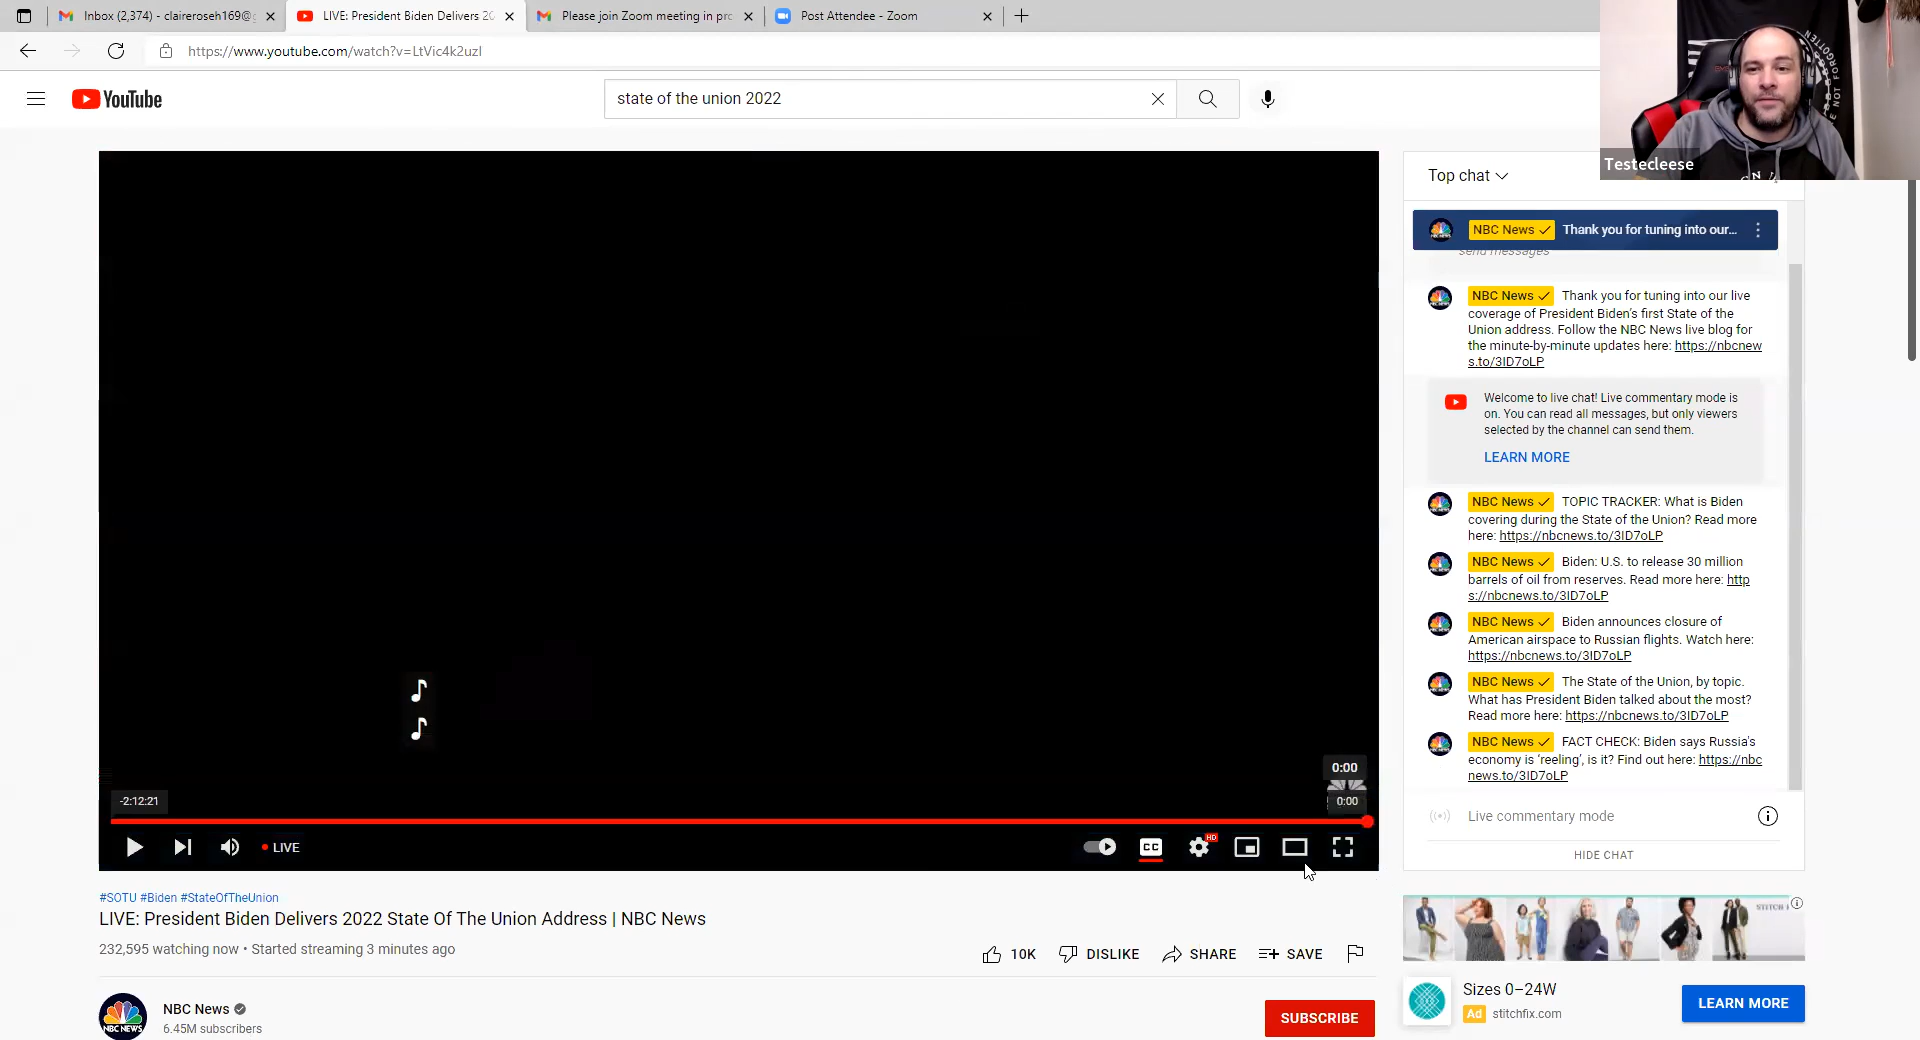 Inbox (2,374) - claireroseh169@g
LIVE: President Biden Delivers 20
Please join Zoom meeting in pro
Post Attendee - Zoom
https://www.youtube.com/watch?v=LtVic4k2uzI
YouTube
state of the union 2022
NOT FORGOTTEN
Testecleese
Top chat
NBC News Thank you for tuning into our...
send messages
NBC News Thank you for tuning into our live
coverage of President Biden's first State of the
Union address. Follow the NBC News live blog for
the minute-by-minute updates here: https://nbcnew
s.to/3ID7oLP
Welcome to live chat! Live commentary mode is
on. You can read all messages, but only viewers
selected by the channel can send them.
LEARN MORE
NBC News TOPIC TRACKER: What is Biden
covering during the State of the Union? Read more
here: https://nbcnews.to/3ID7oLP
NBC News Biden: U.S. to release 30 million
barrels of oil from reserves. Read more here: http
s://nbcnews.to/3ID7oLP
NBC News Biden announces closure of
American airspace to Russian flights. Watch here:
https://nbcnews.to/3ID7oLP
NBC News The State of the Union, by topic.
What has President Biden talked about the most?
Read more here: https://nbcnews.to/3ID7oLP
NBC News FACT CHECK: Biden says Russia's
economy is 'reeling', is it? Find out here: https://nbc
news.to/3ID7oLP
Live commentary mode
HIDE CHAT
0:00
-2:12:21
0:00
LIVE
CC
HD
#SOTU #Biden #StateOfTheUnion
LIVE: President Biden Delivers 2022 State Of The Union Address | NBC News
232,595 watching now • Started streaming 3 minutes ago
10K
DISLIKE
SHARE
SAVE
NBC NEWS
NBC News
6.45M subscribers
SUBSCRIBE
STITCH F
Sizes 0–24W
Ad stitchfix.com
LEARN MORE